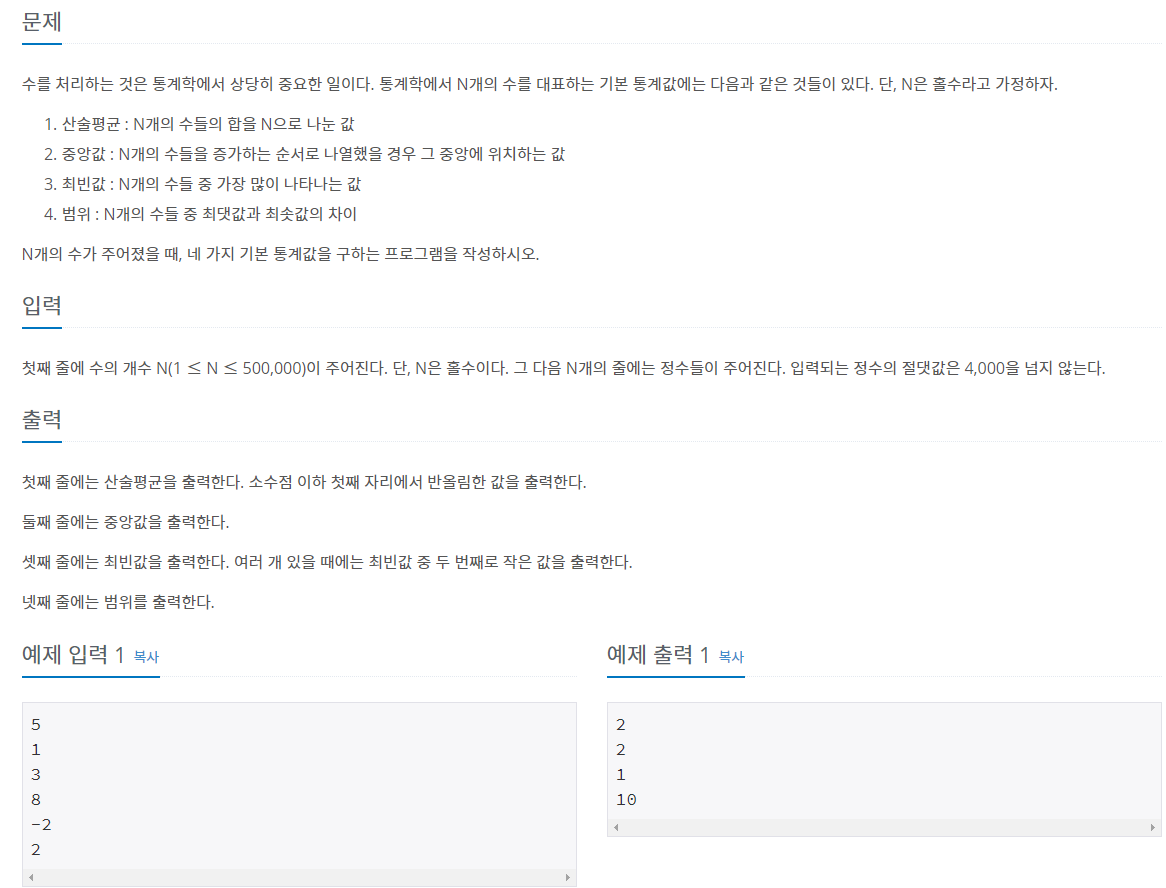 문제
수를 처리하는 것은 통계학에서 상당히 중요한 일이다. 통계학에서 N개의 수를 대표하는 기본 통계값에는 다음과 같은 것들이 있다. 단, N은 홀수라고 가정하자.
1. 산술평균 : N개의 수들의 합을 N으로 나눈 값
2. 중앙값 : N개의 수들을 증가하는 순서로 나열했을 경우 그 중앙에 위치하는 값
3. 최빈값 : N개의 수들 중 가장 많이 나타나는 값
4. 범위 : N개의 수들 중 최댓값과 최솟값의 차이
N개의 수가 주어졌을 때, 네 가지 기본 통계값을 구하는 프로그램을 작성하시오.
입력
첫째 줄에 수의 개수 N(1 ≤ N ≤ 500,000)이 주어진다. 단, N은 홀수이다. 그 다음 N개의 줄에는 정수들이 주어진다. 입력되는 정수의 절댓값은 4,000을 넘지 않는다.
출력
첫째 줄에는 산술평균을 출력한다. 소수점 이하 첫째 자리에서 반올림한 값을 출력한다.
둘째 줄에는 중앙값을 출력한다.
셋째 줄에는 최빈값을 출력한다. 여러 개 있을 때에는 최빈값 중 두 번째로 작은 값을 출력한다.
넷째 줄에는 범위를 출력한다.
예제 입력 1 복사
5
1
3
8
-2
2
예제 출력 1 복사
2
2
1
10